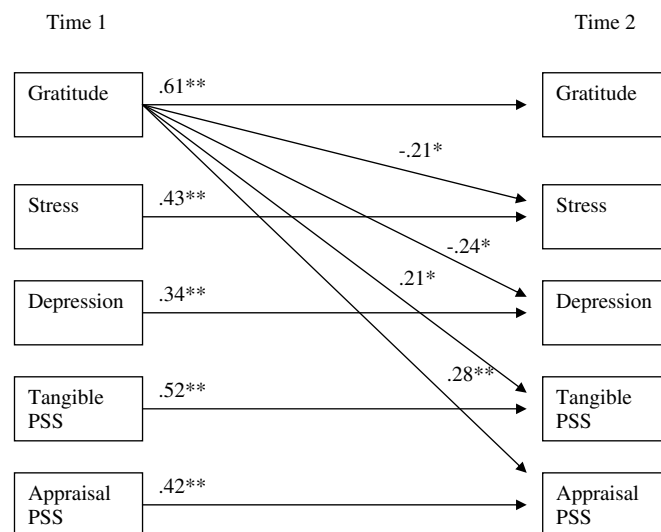 Time 1
Time 2
Gratitude
.61**
Gratitude
-.21*
Stress
.43**
Stress
-.24*
.21*
Depression
.34**
Depression
.28**
Tangible
PSS
.52**
Tangible
PSS
Appraisal
PSS
.42**
Appraisal
PSS